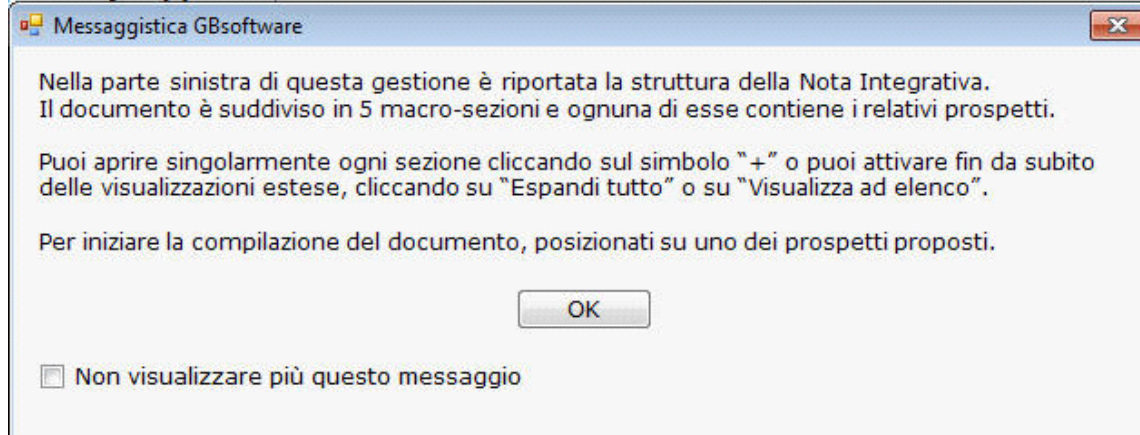 Messaggistica GBsoftware
Nella parte sinistra di questa gestione è riportata la struttura della Nota Integrativa.
Il documento è suddiviso in 5 macro-sezioni e ognuna di esse contiene i relativi prospetti.
Puoi aprire singolarmente ogni sezione cliccando sul simbolo “+” o puoi attivare fin da subito
delle visualizzazioni estese, cliccando su “Espandi tutto” o su “Visualizza ad elenco”.
Per iniziare la compilazione del documento, posizionati su uno dei prospetti proposti.
OK
Non visualizzare più questo messaggio